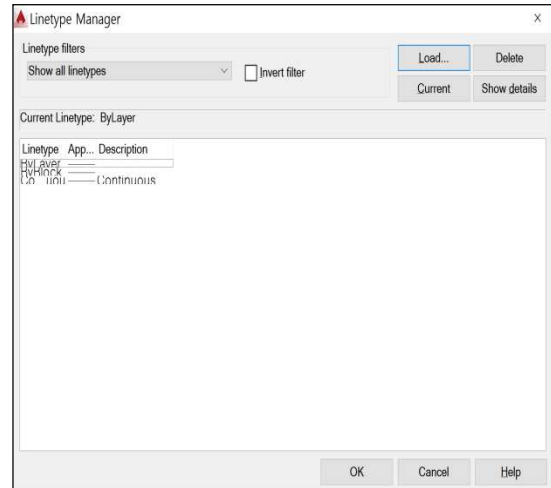 Linetype Manager
X
Linetype filters
Show all linetypes
Invert filter
Load...
Delete
Current
Show details
Current Linetype: ByLayer
Linetype App... Description
ByLayer
ByBlock
Continuous
OK
Cancel
Help